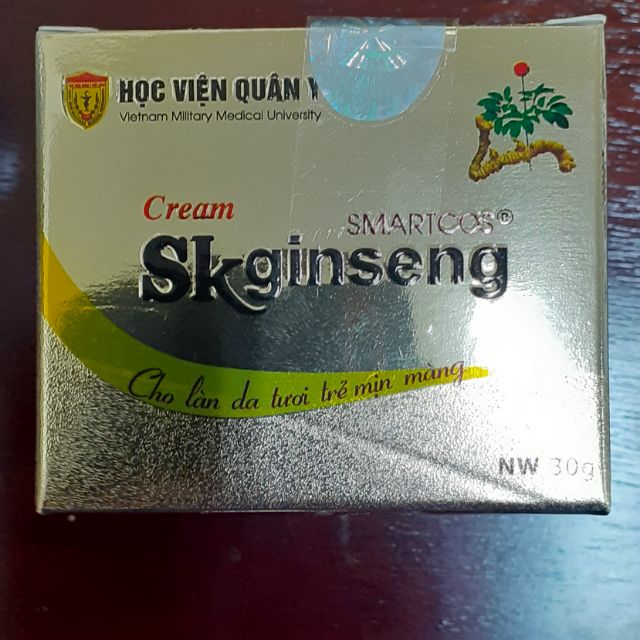 HỌC VIỆN QUÂN Y
Vietnam Military Medical University
Cream
SMARTCOS®
Skginseng
Cho làn da tươi trẻ mịn màng
NW 30g